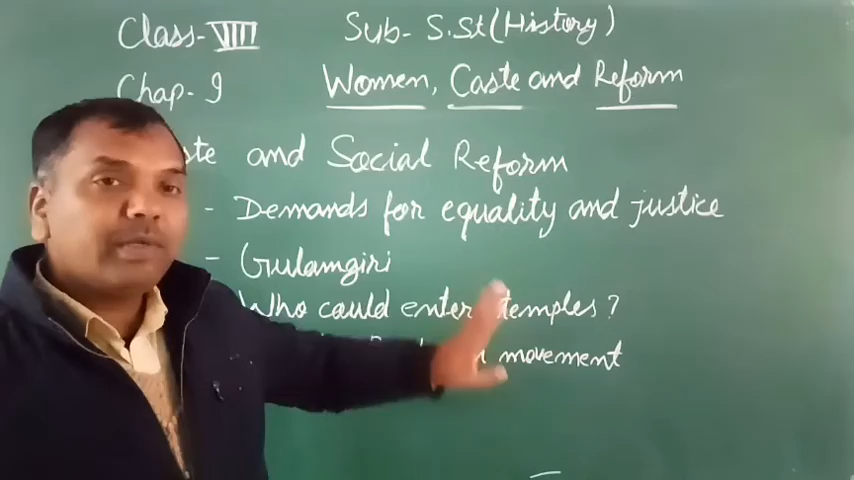 Class-VIII Sub- S.St(History)
Chap- 9 Women, Caste and Reform
and Social Reform
- Demands for equality and justice
- Gulamgiri
Who could enter temples?
movement